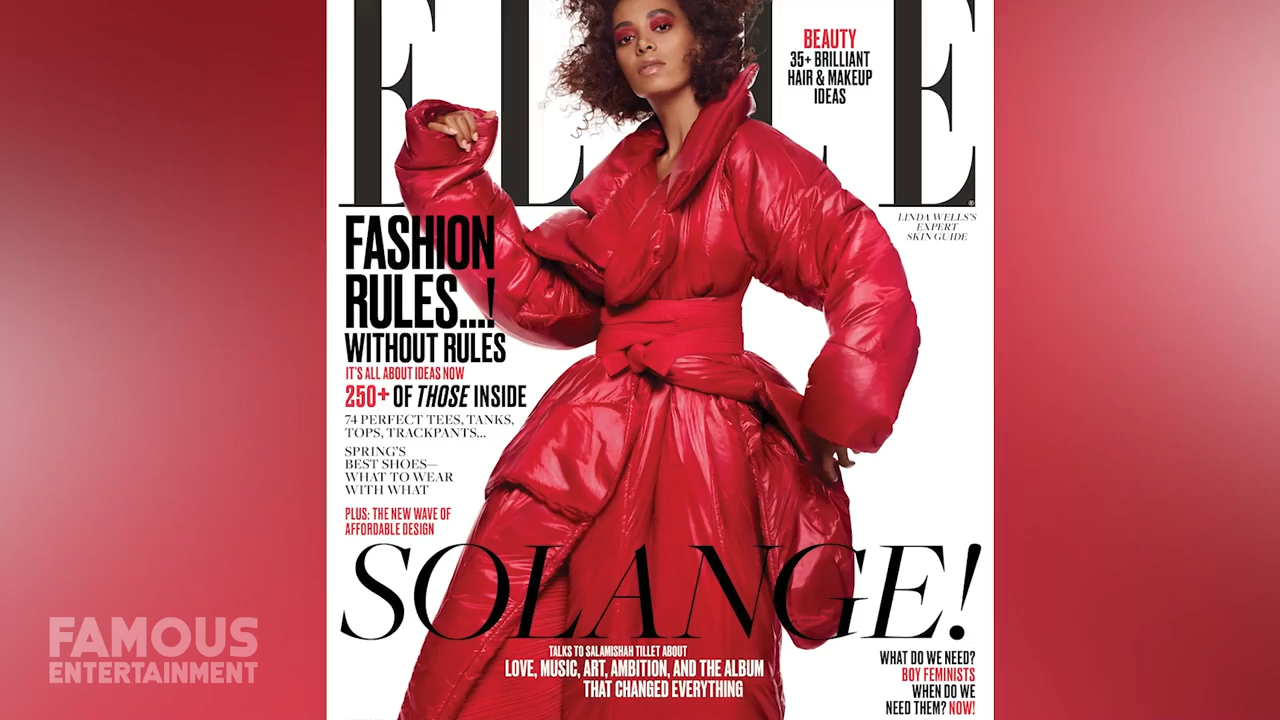 ELLE
BEAUTY
35+ BRILLIANT
HAIR & MAKEUP
IDEAS
LINDA WELLS'S
EXPERT
SKIN GUIDE
FASHION
RULES...!
WITHOUT RULES
IT'S ALL ABOUT IDEAS NOW
250+ OF THOSE INSIDE
74 PERFECT TEES, TANKS,
TOPS, TRACKPANTS...
SPRING'S
BEST SHOES—
WHAT TO WEAR
WITH WHAT
PLUS: THE NEW WAVE OF
AFFORDABLE DESIGN
SOLANGE!
TALKS TO SALAMISHAH TILLET ABOUT
LOVE, MUSIC, ART, AMBITION, AND THE ALBUM
THAT CHANGED EVERYTHING
WHAT DO WE NEED?
BOY FEMINISTS
WHEN DO WE
NEED THEM? NOW!
FAMOUS
ENTERTAINMENT